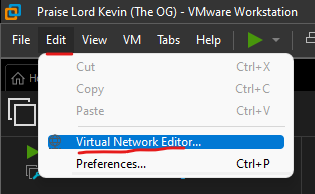 Praise Lord Kevin (The OG) - VMware Workstation
File Edit View VM Tabs Help
Cut Ctrl+X
Copy Ctrl+C
Paste Ctrl+V
Virtual Network Editor...
Preferences... Ctrl+P